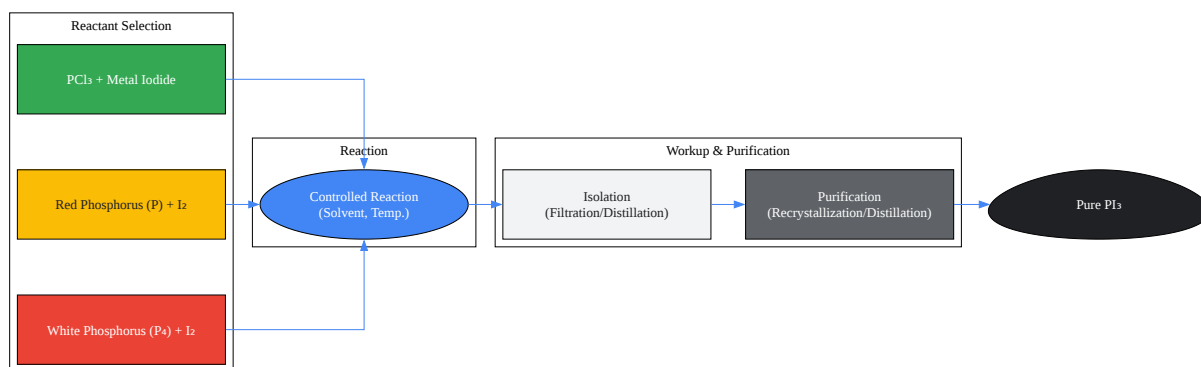 Reactant Selection
PCl₃ + Metal Iodide
Red Phosphorus (P) + I₂
White Phosphorus (P₄) + I₂
Reaction
Controlled Reaction
(Solvent, Temp.)
Workup & Purification
Isolation
(Filtration/Distillation)
Purification
(Recrystallization/Distillation)
Pure PI₃